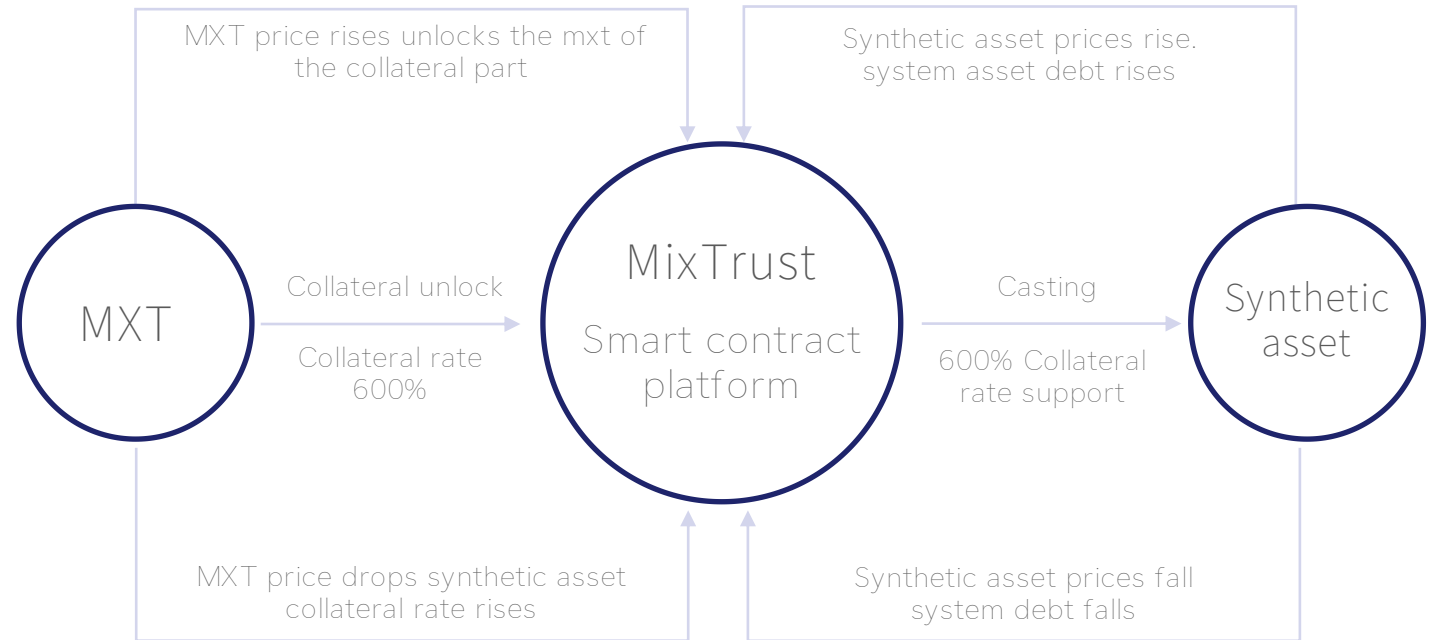 MXT price rises unlocks the mxt of
the collateral part
Synthetic asset prices rise.
system asset debt rises
MXT
Collateral unlock
Collateral rate
600%
MixTrust
Smart contract
platform
Casting
600% Collateral
rate support
Synthetic
asset
MXT price drops synthetic asset
collateral rate rises
Synthetic asset prices fall
system debt falls